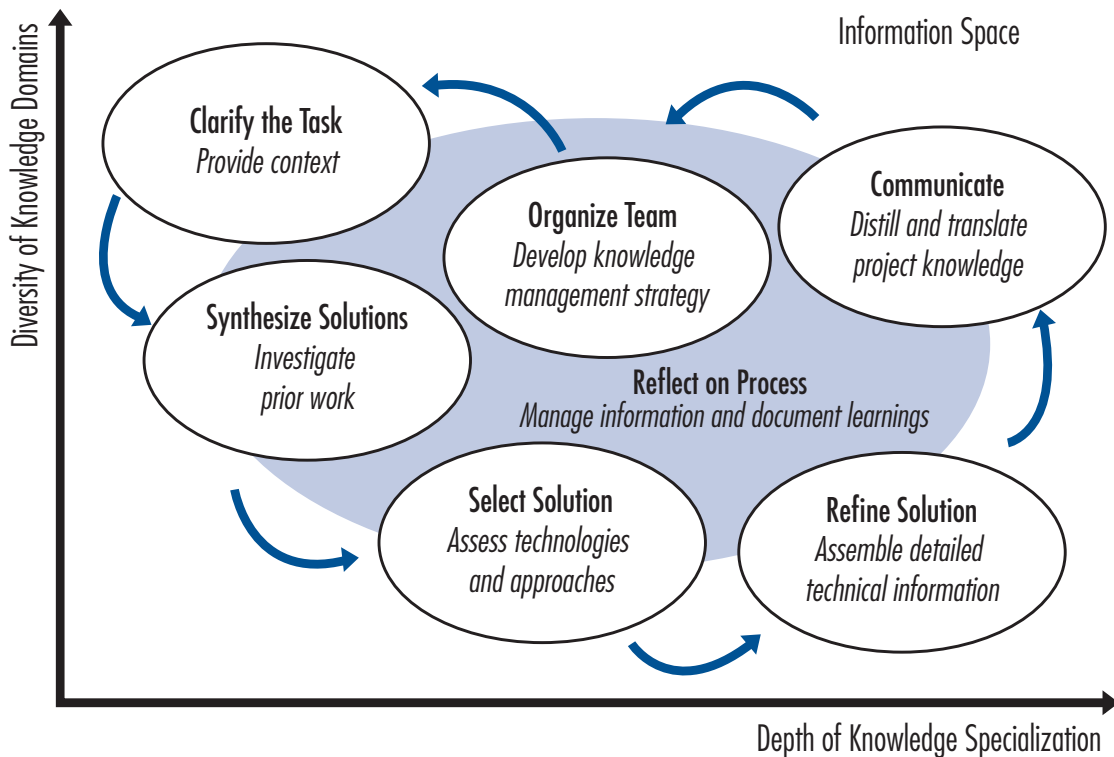 Diversity of Knowledge Domains
Information Space
Clarify the Task
Provide context
Organize Team
Develop knowledge
management strategy
Communicate
Distill and translate
project knowledge
Synthesize Solutions
Investigate
prior work
Reflect on Process
Manage information and document learnings
Select Solution
Assess technologies
and approaches
Refine Solution
Assemble detailed
technical information
Depth of Knowledge Specialization